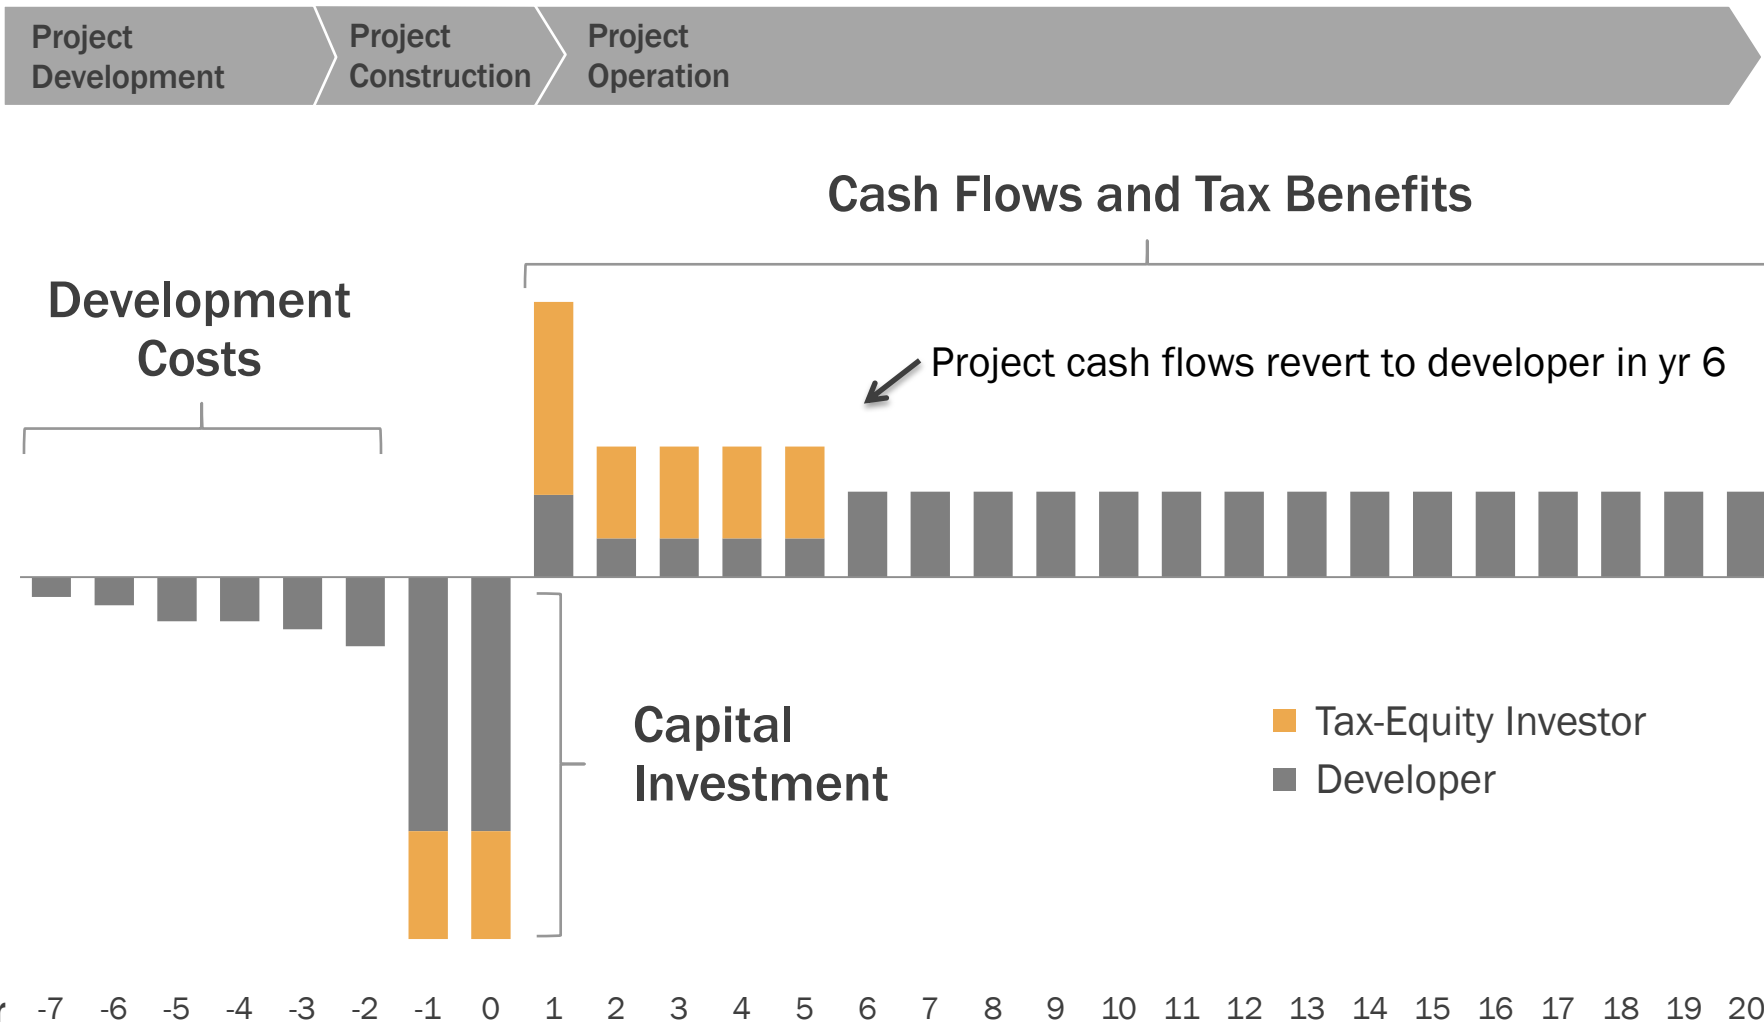 Project
Development
Project
Construction
Project
Operation
Cash Flows and Tax Benefits
Development
Costs
Project cash flows revert to developer in yr 6
Capital
Investment
Tax-Equity Investor
Developer
r -7 -6 -5 -4 -3 -2 -1 0 1 2 3 4 5 6 7 8 9 10 11 12 13 14 15 16 17 18 19 20